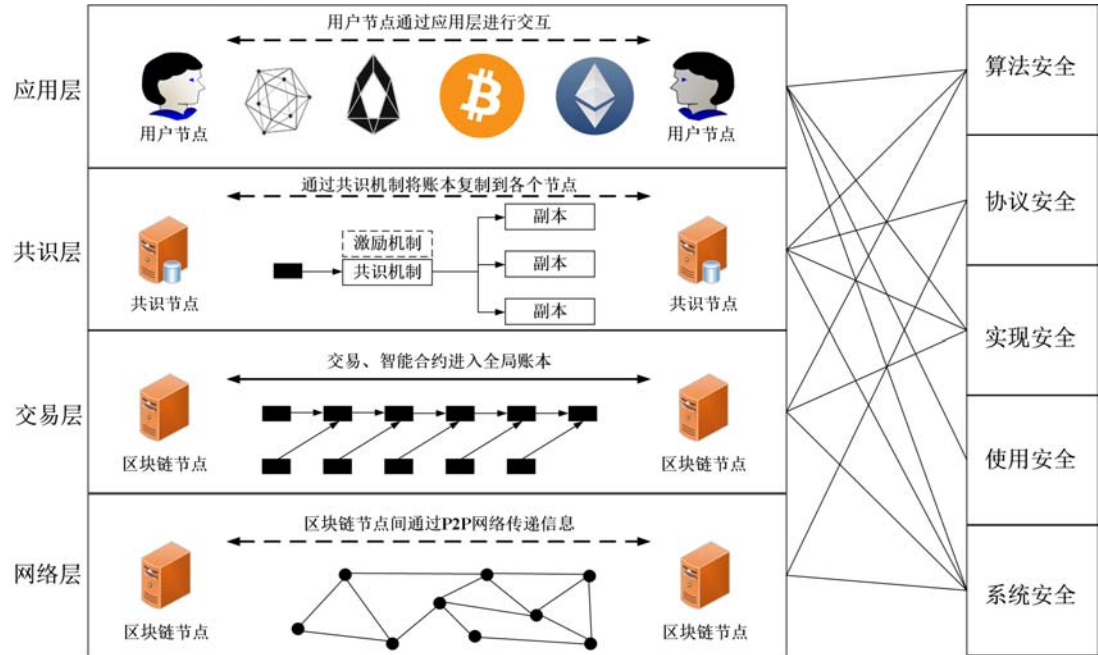 用户节点通过应用层进行交互
应用层
用户节点
用户节点
通过共识机制将账本复制到各个节点
共识层
激励机制
共识机制
副本
副本
副本
共识节点
共识节点
交易、智能合约进入全局账本
交易层
区块链节点
区块链节点
区块链节点间通过P2P网络传递信息
网络层
区块链节点
区块链节点
算法安全
协议安全
实现安全
使用安全
系统安全